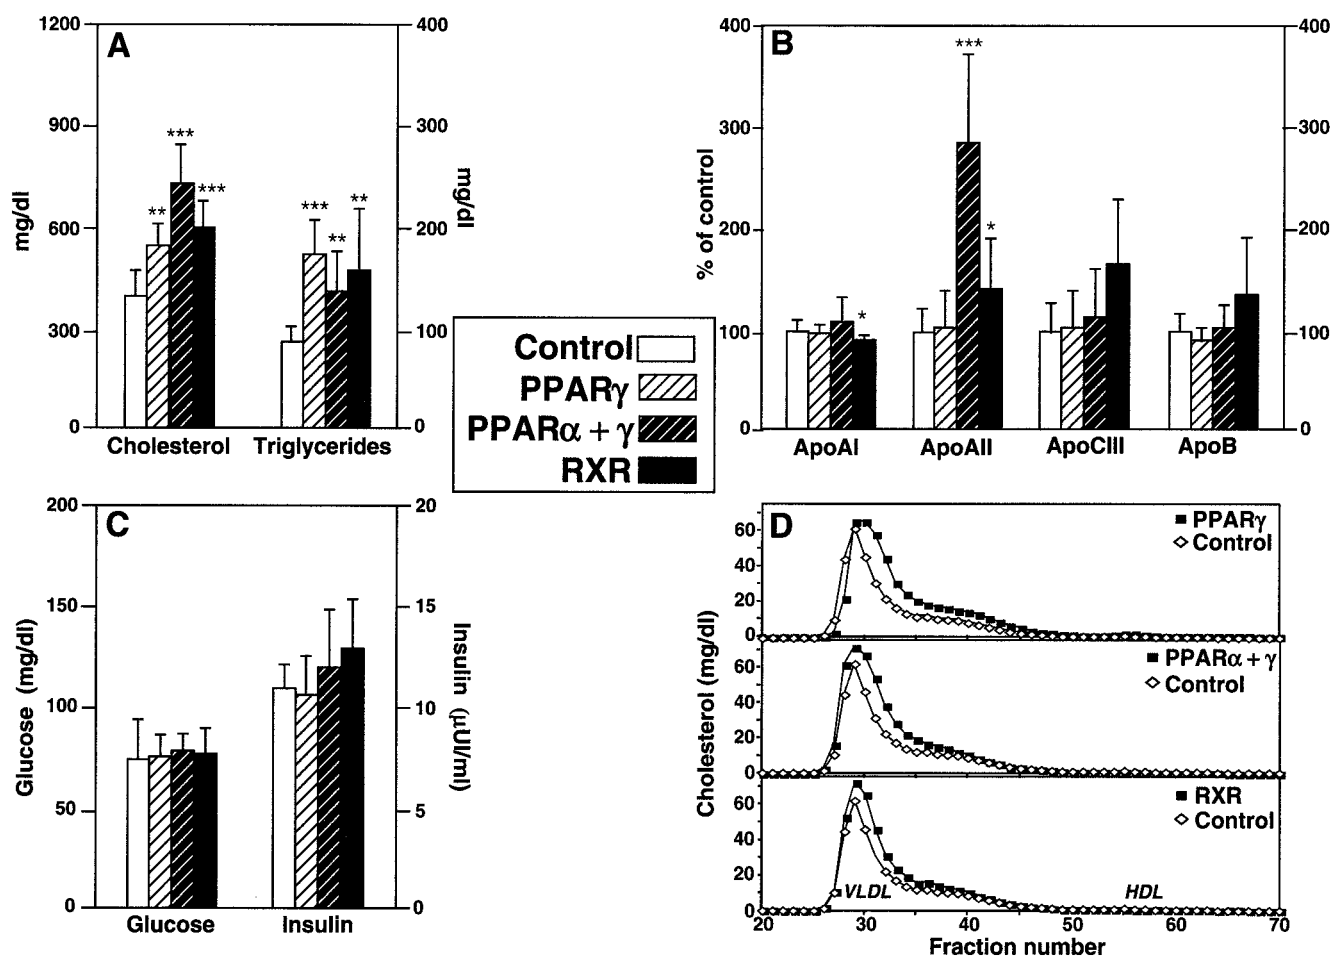 A
1200
900
600
300
0
mg/dl
400
300
200
100
0
mg/dl
**
***
***
***
**
**
Cholesterol Triglycerides
B
400
300
200
100
0
% of control
400
300
200
100
0
*
***
*
ApoAI ApoAII ApoCIII ApoB
Control
PPARγ
PPARα + γ
RXR
C
200
150
100
50
0
Glucose (mg/dl)
20
15
10
5
0
Insulin (µUI/ml)
Glucose Insulin
D
Cholesterol (mg/dl)
60
40
20
0
PPARγ
Control
60
40
20
0
PPARα + γ
Control
60
40
20
0
RXR
Control
VLDL HDL
20 30 40 50 60 70
Fraction number